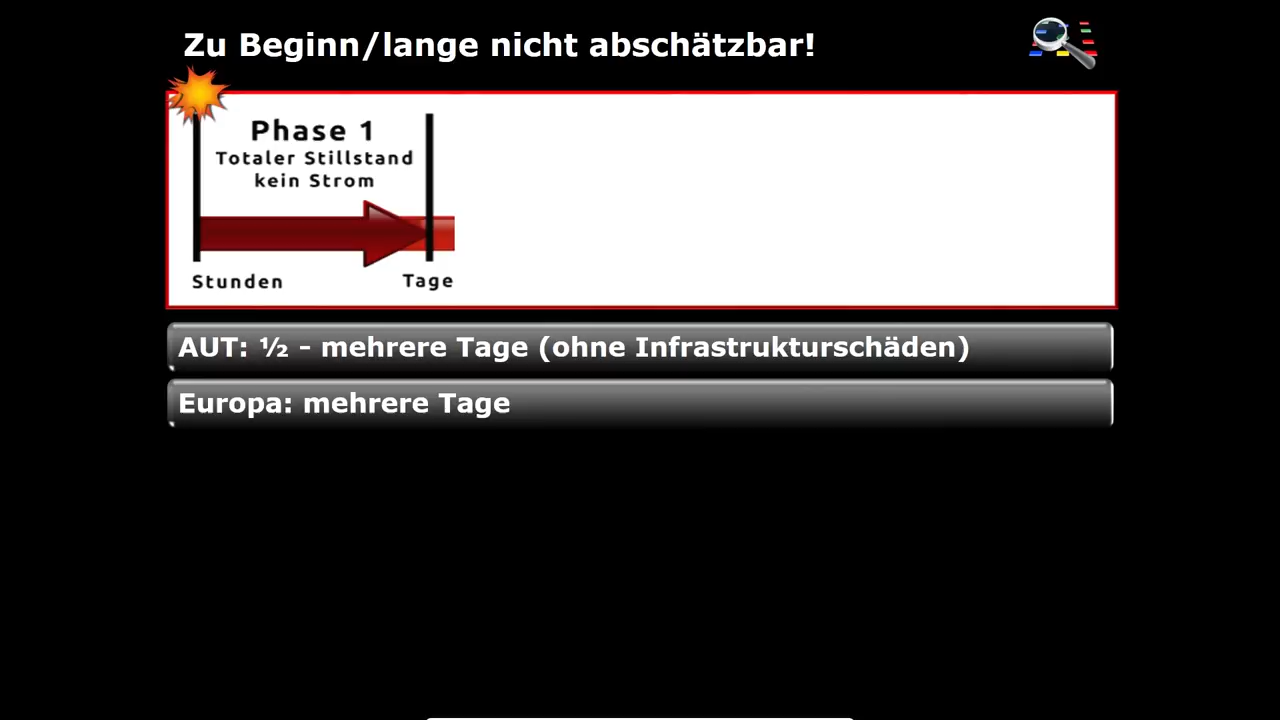 Zu Beginn/lange nicht abschätzbar!
Phase 1
Totaler Stillstand
kein Strom
Stunden
Tage
AUT: ½ - mehrere Tage (ohne Infrastrukturschäden)
Europa: mehrere Tage